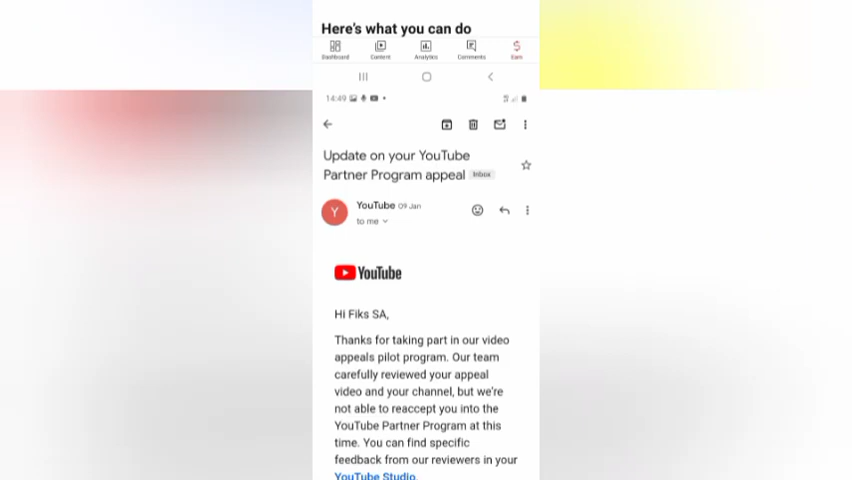 Here's what you can do
Dashboard Content Analytics Comments Earn
14:49
Update on your YouTube
Partner Program appeal Inbox
Y YouTube 09 Jan
to me
YouTube
Hi Fiks SA,
Thanks for taking part in our video
appeals pilot program. Our team
carefully reviewed your appeal
video and your channel, but we're
not able to reaccept you into the
YouTube Partner Program at this
time. You can find specific
feedback from our reviewers in your
YouTube Studio.